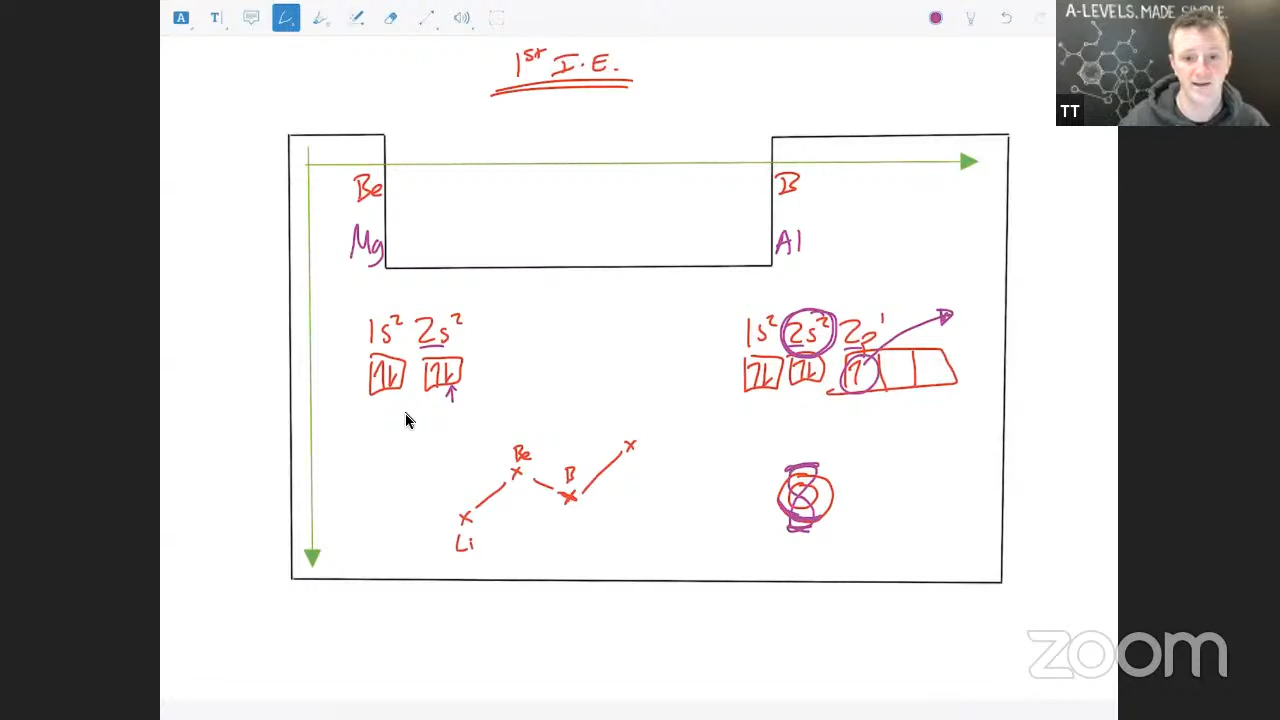 A-LEVELS, MADE SIMPLE.
TT
1st I.E.
Be
B
Mg
Al
1s² 2s²
1s² 2s² 2p¹
Be
B
Li
zoom